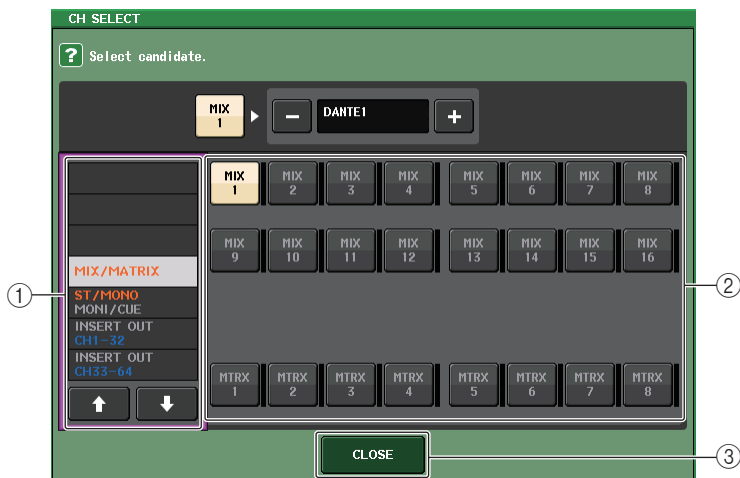 CH SELECT
? Select candidate.
MIX 1
− DANTE1 +
MIX/MATRIX
ST/MONO
MONI/CUE
INSERT OUT
CH1-32
INSERT OUT
CH33-64
MIX 1 MIX 2 MIX 3 MIX 4 MIX 5 MIX 6 MIX 7 MIX 8
MIX 9 MIX 10 MIX 11 MIX 12 MIX 13 MIX 14 MIX 15 MIX 16
MTRX 1 MTRX 2 MTRX 3 MTRX 4 MTRX 5 MTRX 6 MTRX 7 MTRX 8
CLOSE
①
②
③